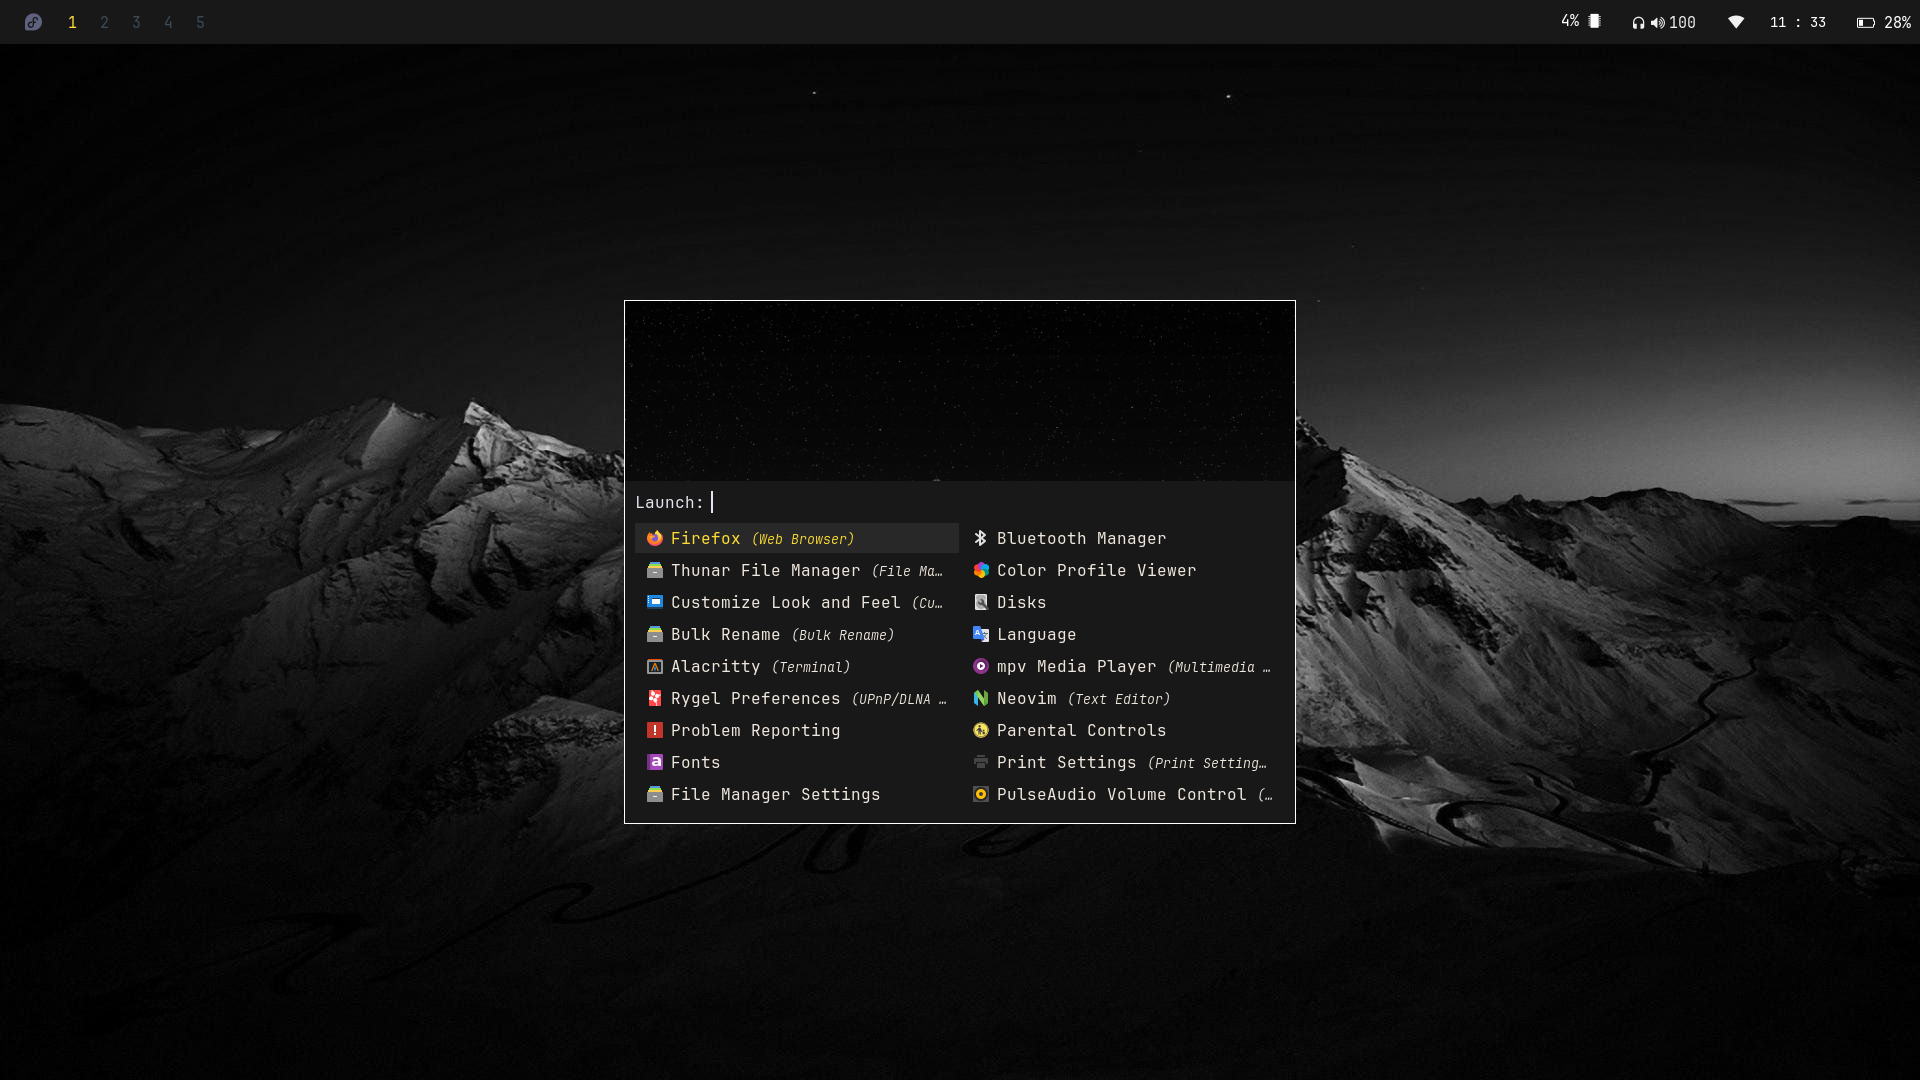 1 2 3 4 5 4% 100 11 : 33 28%
Launch:
Firefox (Web Browser)
Thunar File Manager (File Ma…
Customize Look and Feel (Cu…
Bulk Rename (Bulk Rename)
Alacritty (Terminal)
Rygel Preferences (UPnP/DLNA …
Problem Reporting
Fonts
File Manager Settings
Bluetooth Manager
Color Profile Viewer
Disks
Language
mpv Media Player (Multimedia …
Neovim (Text Editor)
Parental Controls
Print Settings (Print Setting…
PulseAudio Volume Control (…